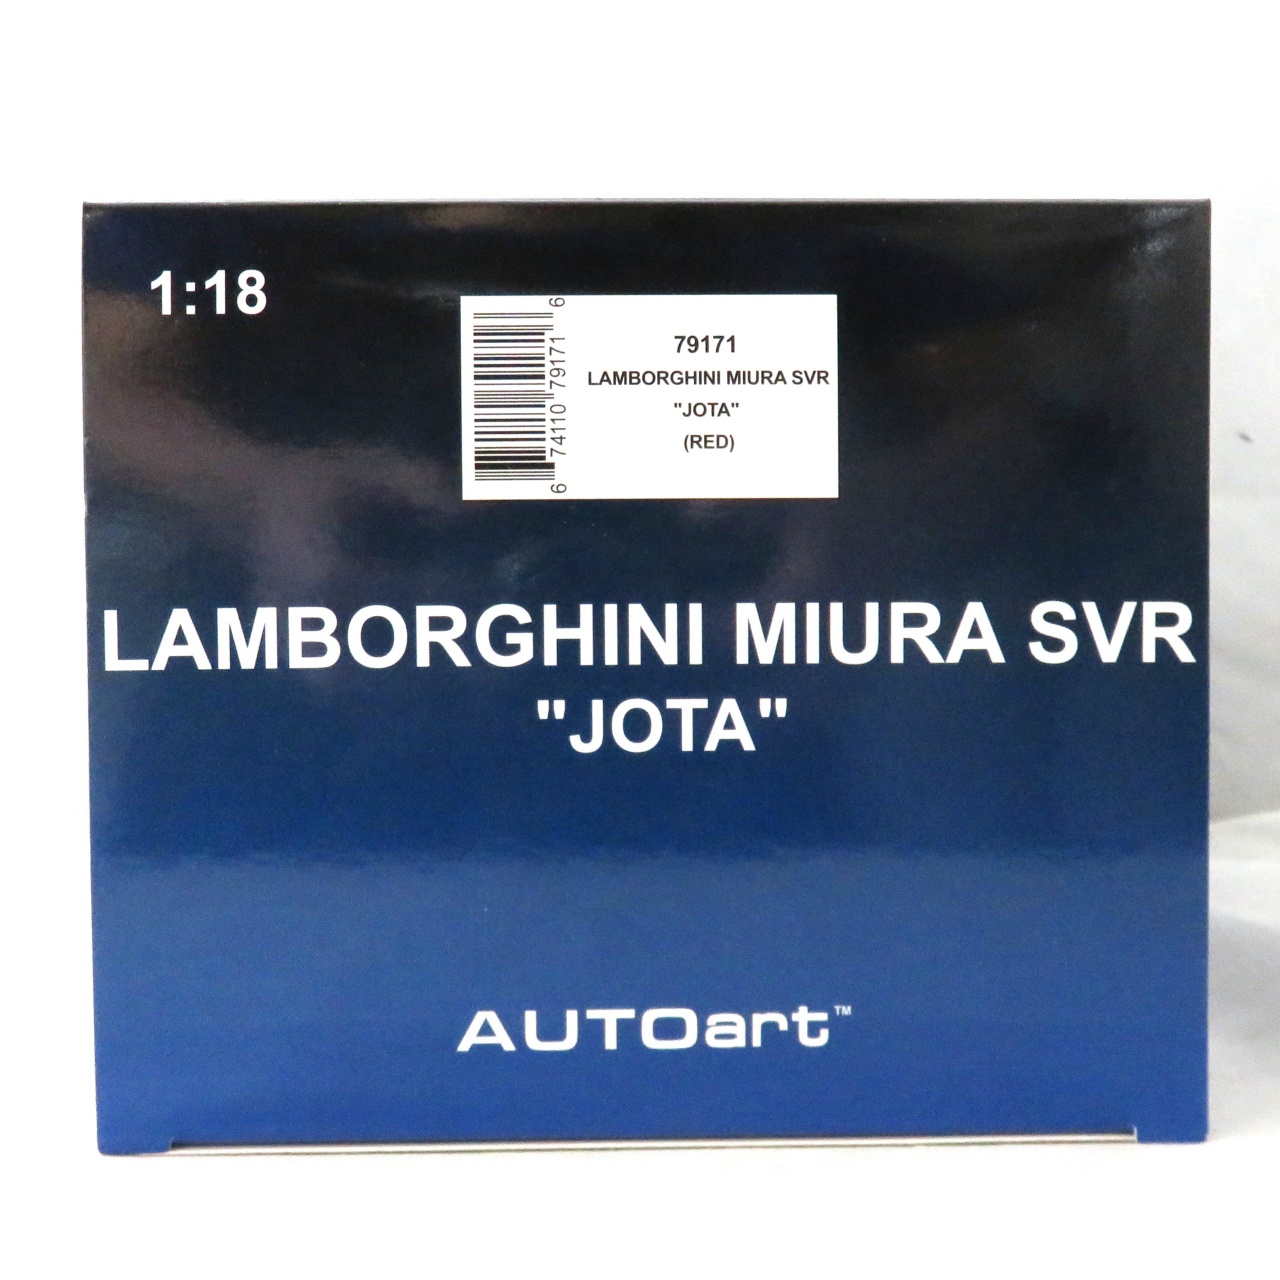 1:18
6 74110 79171 6
79171
LAMBORGHINI MIURA SVR
"JOTA"
(RED)
LAMBORGHINI MIURA SVR
"JOTA"
AUTOart™